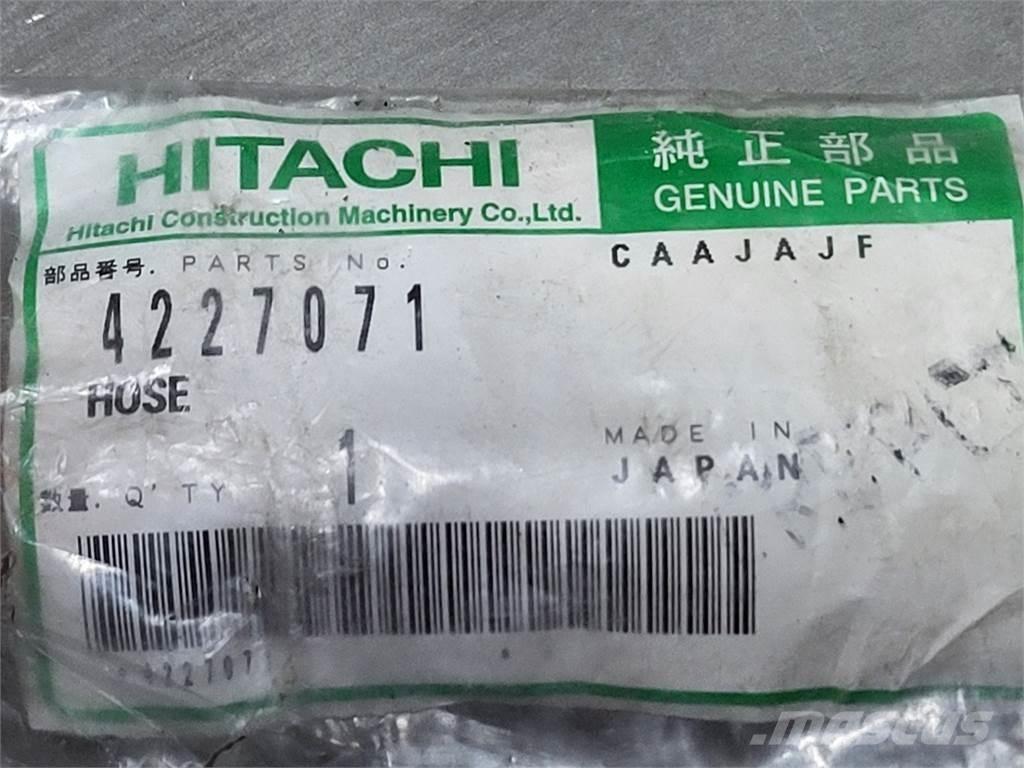 HITACHI
Hitachi Construction Machinery Co.,Ltd.
純正部品
GENUINE PARTS
部品番号. PARTS No.
CAAJAJF
4227071
HOSE
MADE IN
JAPAN
数量. Q'TY 1
422707
mascus